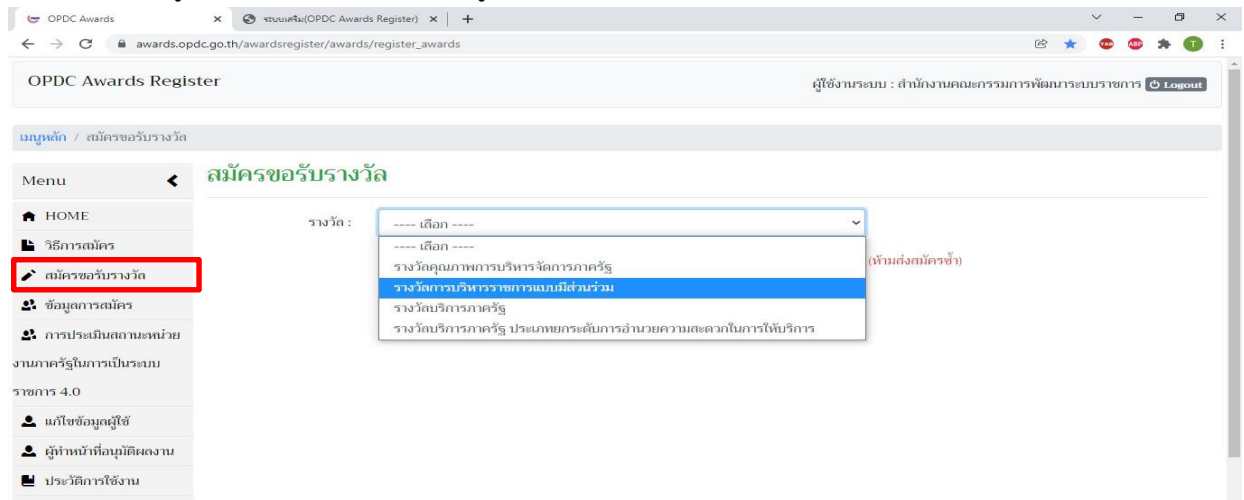 OPDC Awards
ระบบเสริม(OPDC Awards Register)
awards.opdc.go.th/awardsregister/awards/register_awards
OPDC Awards Register
ผู้ใช้งานระบบ : สำนักงานคณะกรรมการพัฒนาระบบราชการ Logout
เมนูหลัก / สมัครขอรับรางวัล
Menu
สมัครขอรับรางวัล
HOME
รางวัล :
---- เลือก ----
วิธีการสมัคร
---- เลือก ----
(ห้ามส่งสมัครซ้ำ)
รางวัลคุณภาพการบริหารจัดการภาครัฐ
สมัครขอรับรางวัล
รางวัลการบริหารราชการแบบมีส่วนร่วม
ข้อมูลการสมัคร
รางวัลบริการภาครัฐ
รางวัลบริการภาครัฐ ประเภทยกระดับการอำนวยความสะดวกในการให้บริการ
การประเมินสถานะหน่วย
งานภาครัฐในการเป็นระบบ
ราชการ 4.0
แก้ไขข้อมูลผู้ใช้
ผู้ทำหน้าที่อนุมัติผลงาน
ประวัติการใช้งาน